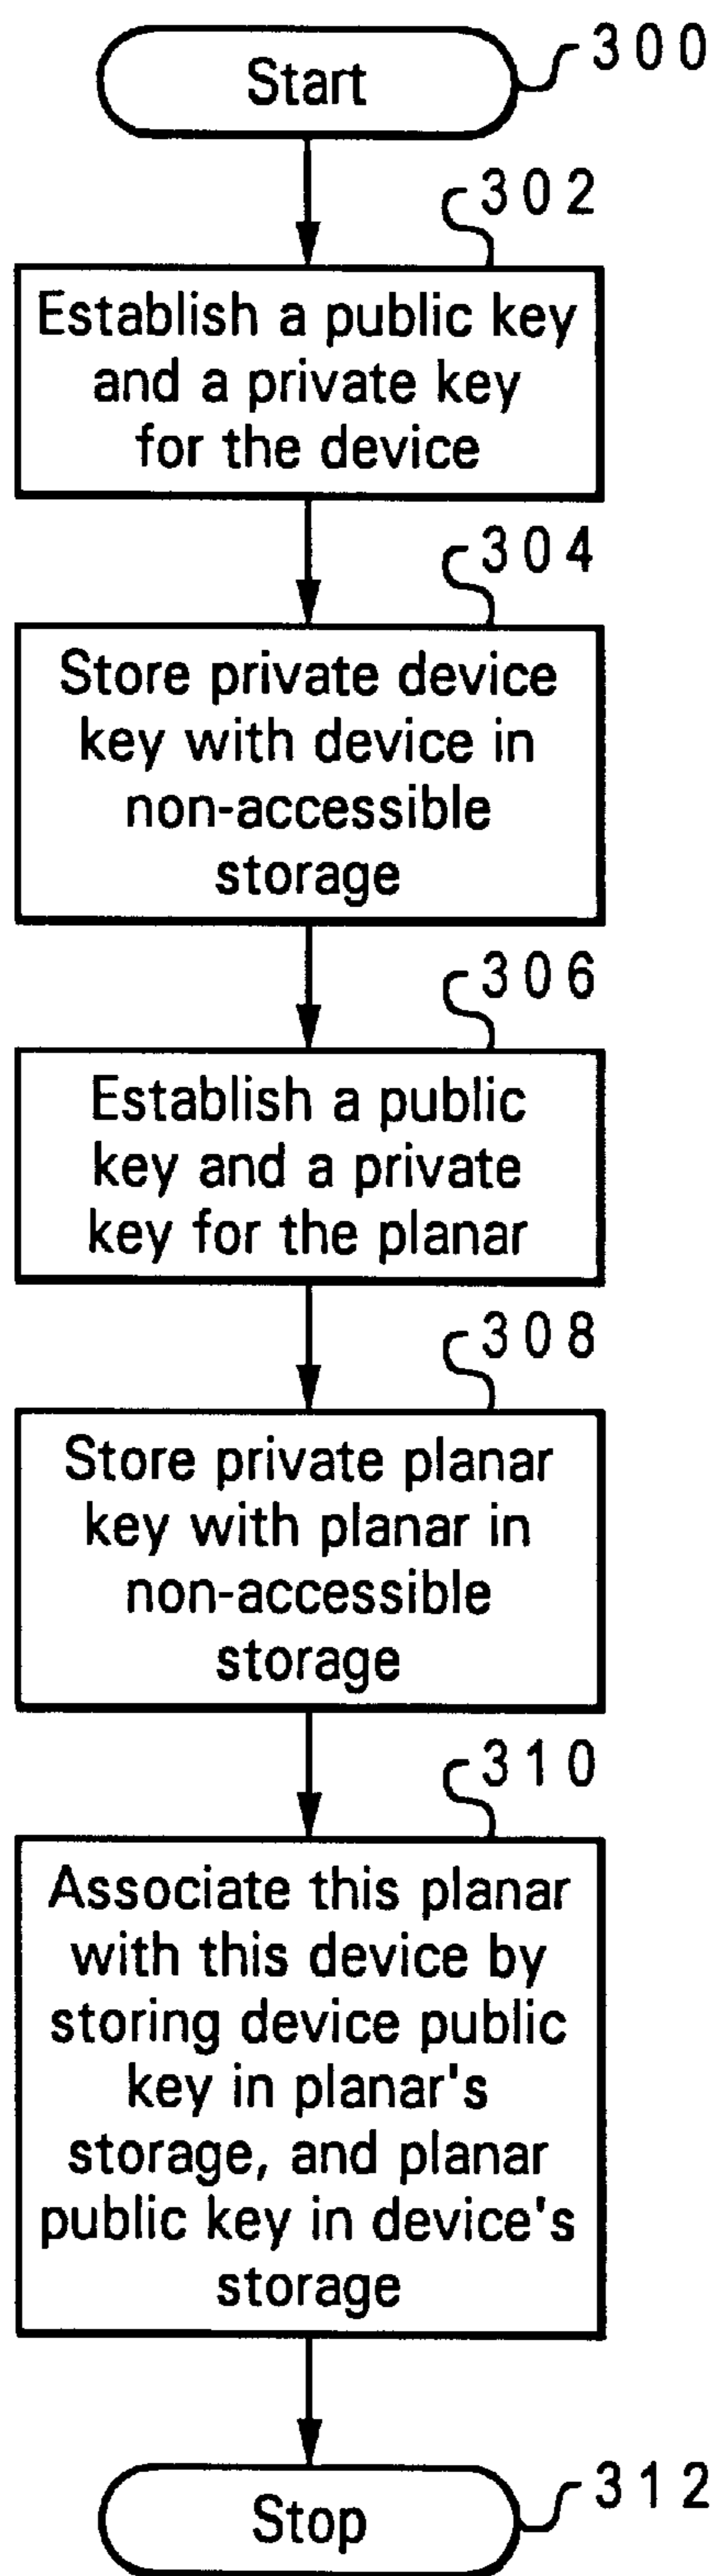 Start
300
302
Establish a public key
and a private key
for the device
304
Store private device
key with device in
non-accessible
storage
306
Establish a public
key and a private
key for the planar
308
Store private planar
key with planar in
non-accessible
storage
310
Associate this planar
with this device by
storing device public
key in planar's
storage, and planar
public key in device's
storage
Stop
312